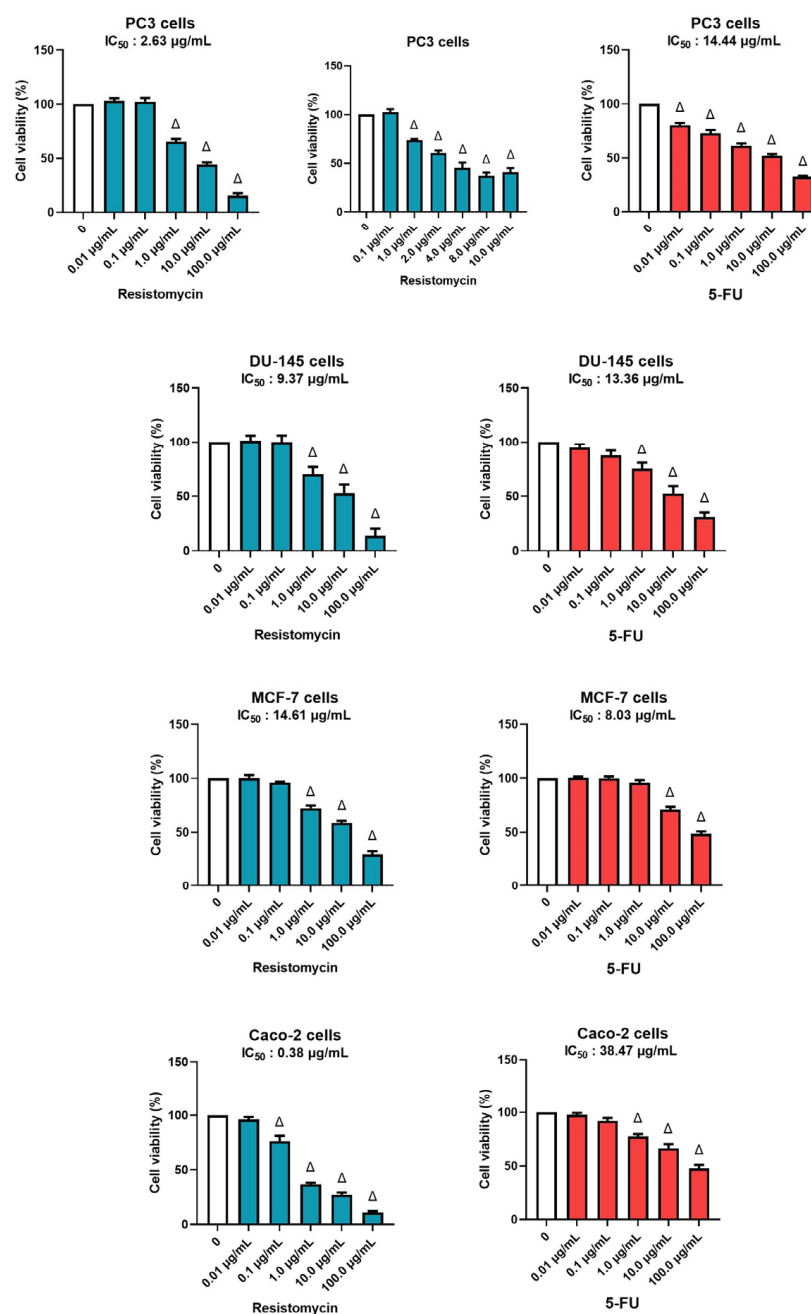 PC3 cells
IC50 : 2.63 µg/mL
Cell viability (%)
150
100
50
0
Δ
Δ
Δ
0
0.01 µg/mL
0.1 µg/mL
1.0 µg/mL
10.0 µg/mL
100.0 µg/mL
Resistomycin
PC3 cells
Cell viability (%)
150
100
50
0
Δ
Δ
Δ
Δ
Δ
0
0.1 µg/mL
1.0 µg/mL
2.0 µg/mL
4.0 µg/mL
8.0 µg/mL
10.0 µg/mL
Resistomycin
PC3 cells
IC50 : 14.44 µg/mL
Cell viability (%)
150
100
50
0
Δ
Δ
Δ
Δ
Δ
0
0.01 µg/mL
0.1 µg/mL
1.0 µg/mL
10.0 µg/mL
100.0 µg/mL
5-FU
DU-145 cells
IC50 : 9.37 µg/mL
Cell viability (%)
150
100
50
0
Δ
Δ
Δ
0
0.01 µg/mL
0.1 µg/mL
1.0 µg/mL
10.0 µg/mL
100.0 µg/mL
Resistomycin
DU-145 cells
IC50 : 13.36 µg/mL
Cell viability (%)
150
100
50
0
Δ
Δ
Δ
0
0.01 µg/mL
0.1 µg/mL
1.0 µg/mL
10.0 µg/mL
100.0 µg/mL
5-FU
MCF-7 cells
IC50 : 14.61 µg/mL
Cell viability (%)
150
100
50
0
Δ
Δ
Δ
0
0.01 µg/mL
0.1 µg/mL
1.0 µg/mL
10.0 µg/mL
100.0 µg/mL
Resistomycin
MCF-7 cells
IC50 : 8.03 µg/mL
Cell viability (%)
150
100
50
0
Δ
Δ
0
0.01 µg/mL
0.1 µg/mL
1.0 µg/mL
10.0 µg/mL
100.0 µg/mL
5-FU
Caco-2 cells
IC50 : 0.38 µg/mL
Cell viability (%)
150
100
50
0
Δ
Δ
Δ
Δ
0
0.01 µg/mL
0.1 µg/mL
1.0 µg/mL
10.0 µg/mL
100.0 µg/mL
Resistomycin
Caco-2 cells
IC50 : 38.47 µg/mL
Cell viability (%)
150
100
50
0
Δ
Δ
Δ
0
0.01 µg/mL
0.1 µg/mL
1.0 µg/mL
10.0 µg/mL
100.0 µg/mL
5-FU